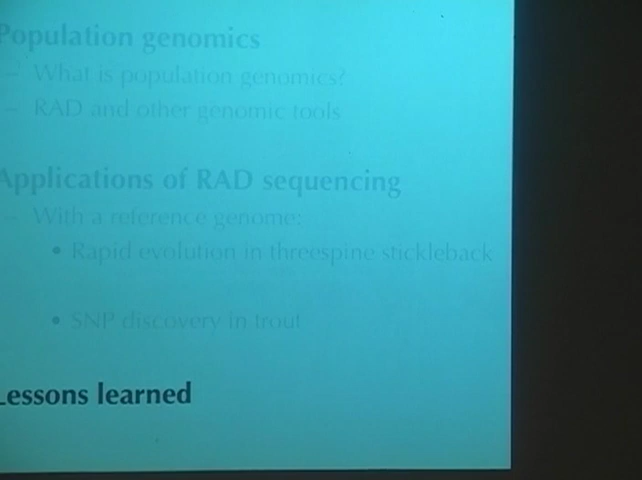 Population genomics
– What is population genomics?
– RAD and other genomic tools
Applications of RAD sequencing
– With a reference genome:
• Rapid evolution in threespine stickleback
• SNP discovery in trout
Lessons learned